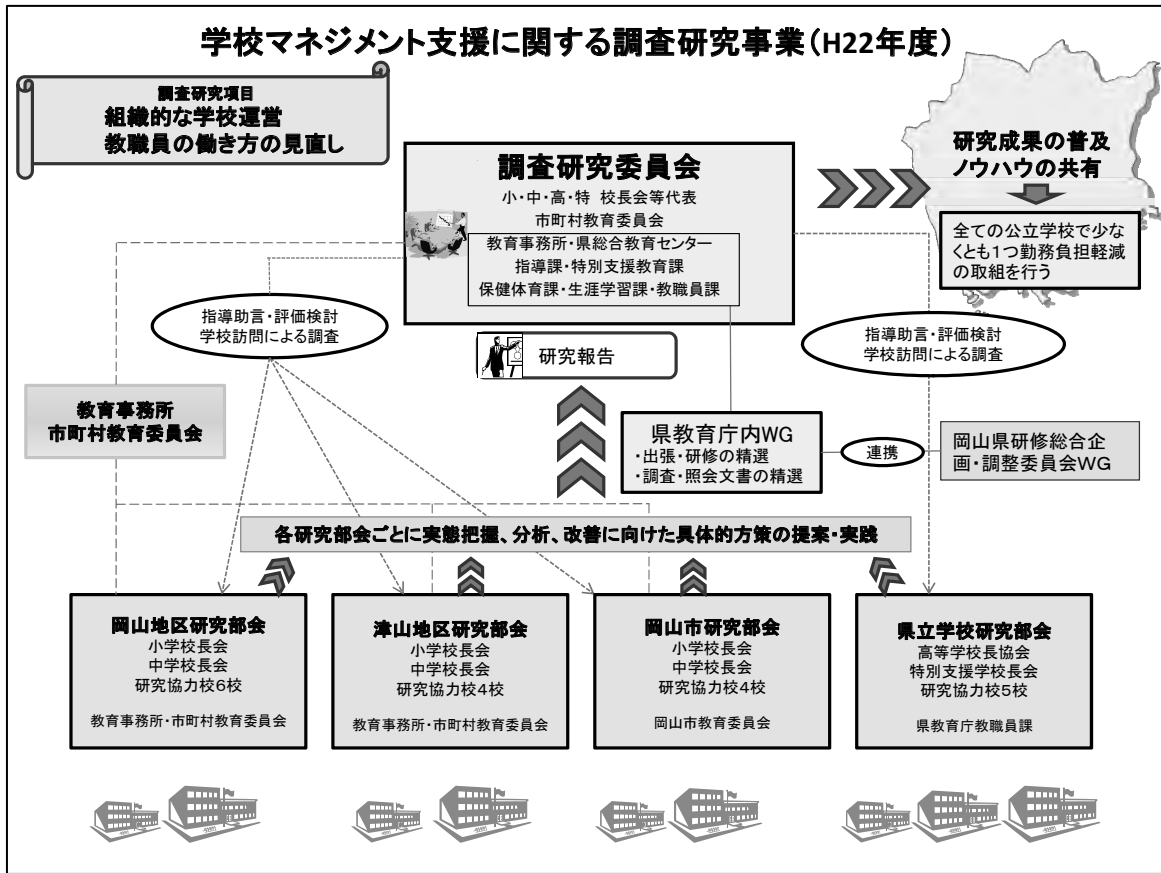 学校マネジメント支援に関する調査研究事業(H22年度)
調査研究項目
組織的な学校運営
教職員の働き方の見直し
調査研究委員会
小・中・高・特 校長会等代表
市町村教育委員会
教育事務所・県総合教育センター
指導課・特別支援教育課
保健体育課・生涯学習課・教職員課
研究成果の普及
ノウハウの共有
全ての公立学校で少な
くとも1つ勤務負担軽減
の取組を行う
指導助言・評価検討
学校訪問による調査
指導助言・評価検討
学校訪問による調査
研究報告
教育事務所
市町村教育委員会
県教育庁内WG
・出張・研修の精選
・調査・照会文書の精選
連携
岡山県研修総合企
画・調整委員会WG
各研究部会ごとに実態把握、分析、改善に向けた具体的方策の提案・実践
岡山地区研究部会
小学校長会
中学校長会
研究協力校6校
教育事務所・市町村教育委員会
津山地区研究部会
小学校長会
中学校長会
研究協力校4校
教育事務所・市町村教育委員会
岡山市研究部会
小学校長会
中学校長会
研究協力校4校
岡山市教育委員会
県立学校研究部会
高等学校長協会
特別支援学校長会
研究協力校5校
県教育庁教職員課